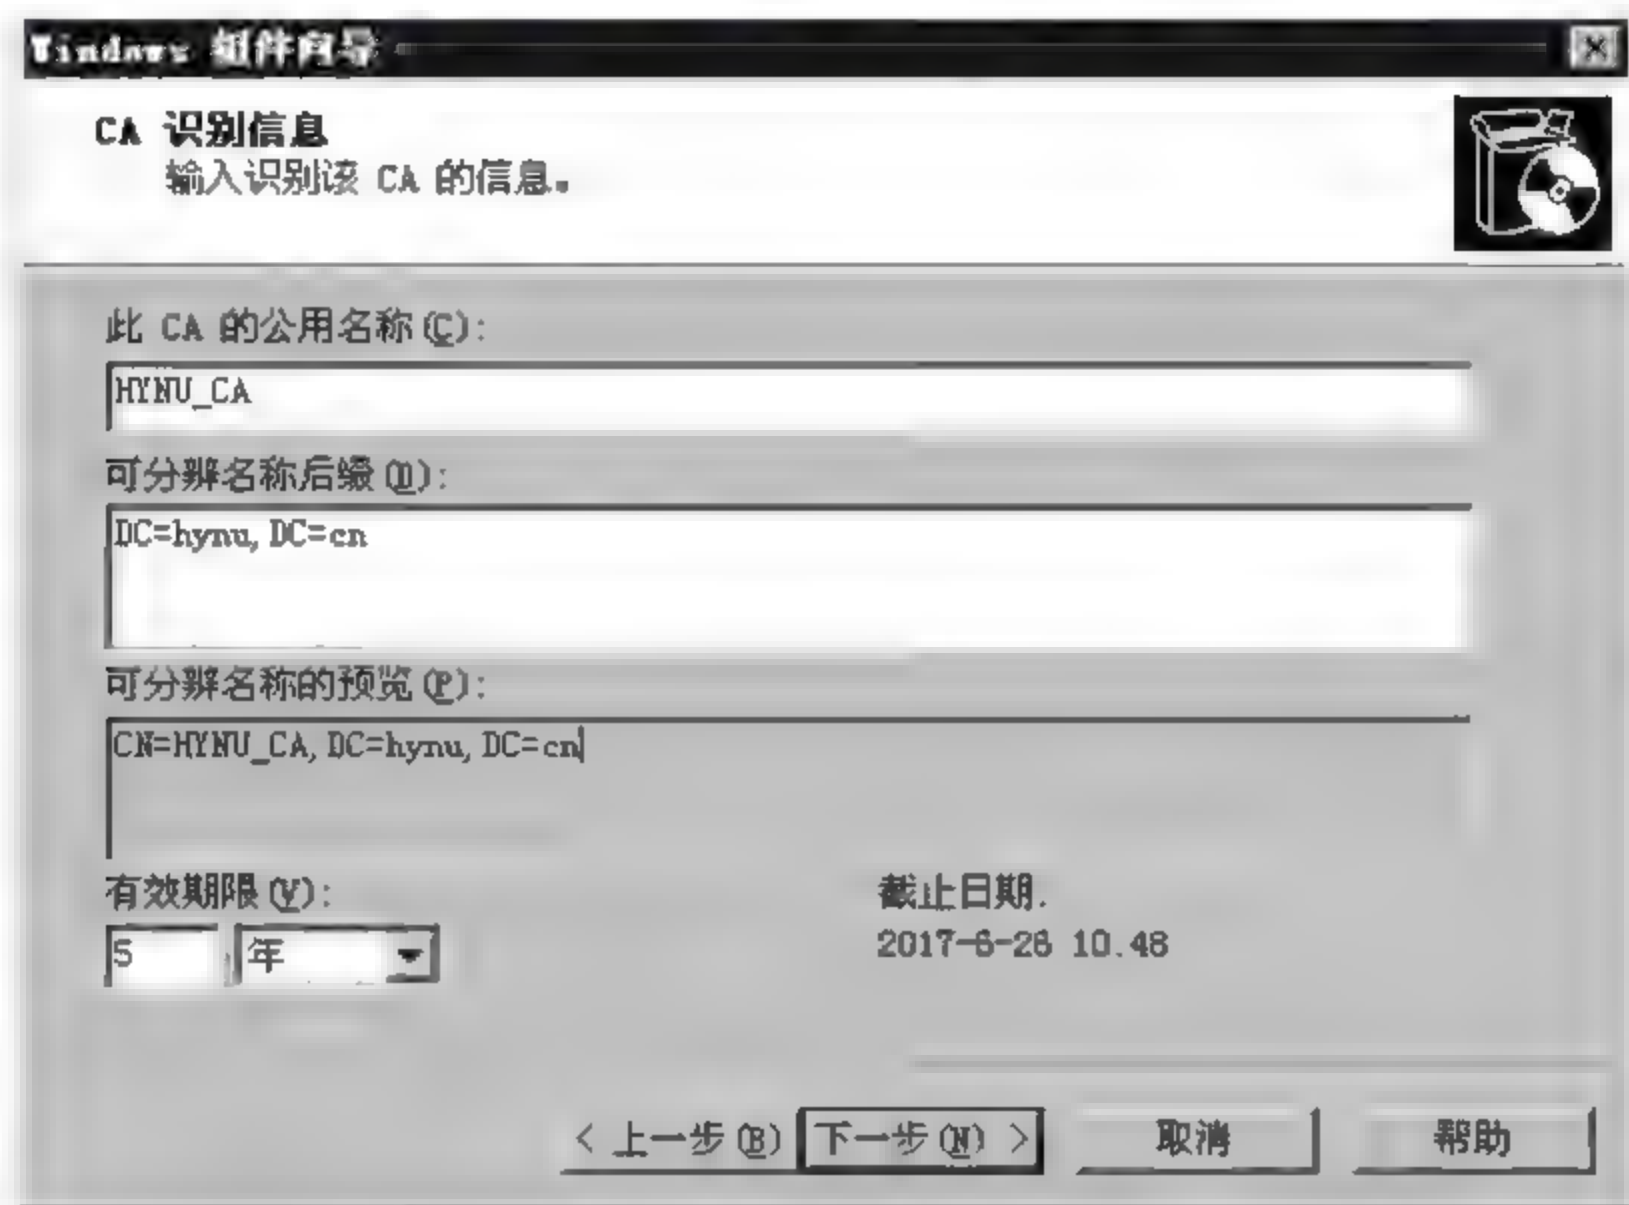 Windows 组件向导
CA 识别信息
输入识别该 CA 的信息。
此 CA 的公用名称(C):
HYNU_CA
可分辨名称后缀(D):
DC=hynu,DC=cn
可分辨名称的预览(P):
CN=HYNU_CA,DC=hynu,DC=cn
有效期限(V):
截止日期:
5 年
2017-6-26 10:48
< 上一步(B) 下一步(N) > 取消 帮助